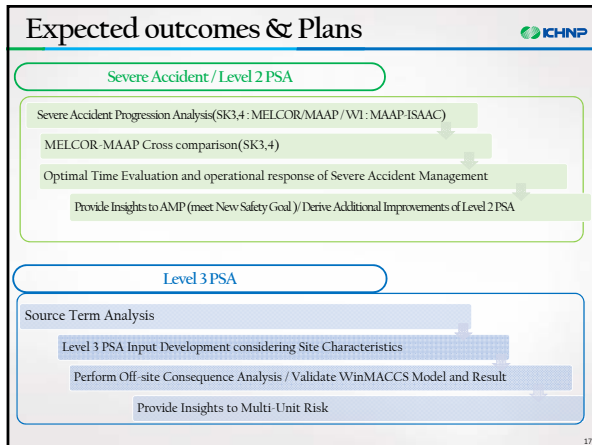 Expected outcomes & Plans
KHNP
Severe Accident / Level 2 PSA
Severe Accident Progression Analysis(SK3,4 : MELCOR/MAAP / W1 : MAAP-ISAAC)
MELCOR-MAAP Cross comparison(SK3,4)
Optimal Time Evaluation and operational response of Severe Accident Management
Provide Insights to AMP (meet New Safety Goal )/ Derive Additional Improvements of Level 2 PSA
Level 3 PSA
Source Term Analysis
Level 3 PSA Input Development considering Site Characteristics
Perform Off-site Consequence Analysis / Validate WinMACCS Model and Result
Provide Insights to Multi-Unit Risk
17